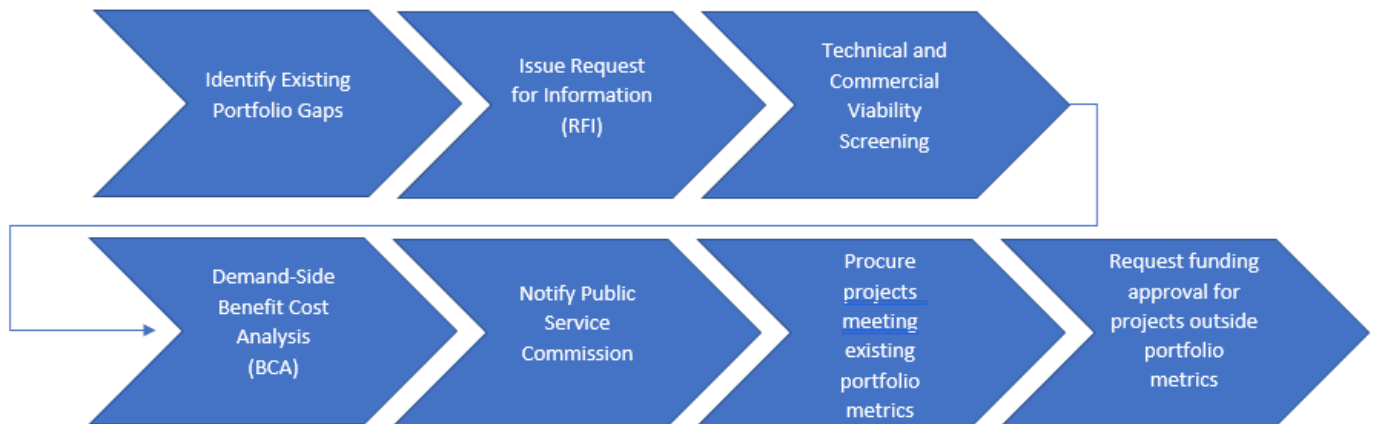 Identify Existing
Portfolio Gaps
Issue Request
for Information
(RFI)
Technical and
Commercial
Viability
Screening
Demand-Side
Benefit Cost
Analysis
(BCA)
Notify Public
Service
Commission
Procure
projects
meeting
existing
portfolio
metrics
Request funding
approval for
projects outside
portfolio
metrics